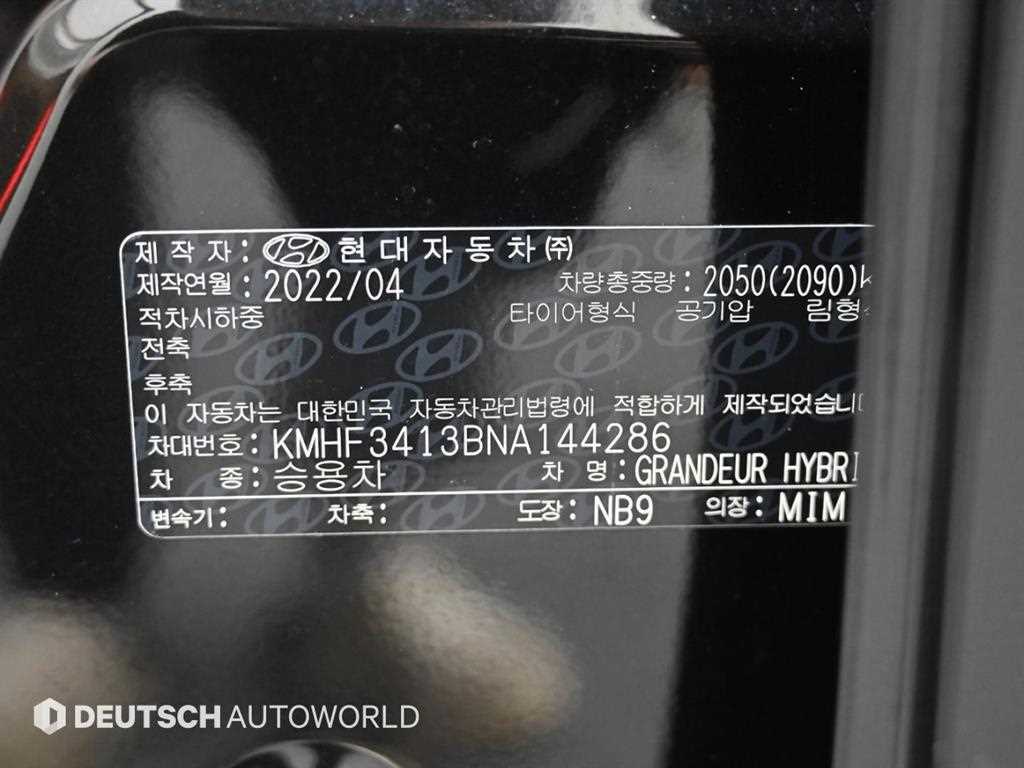 제 작 자 : 현대자동차㈜
제작연월 : 2022/04 차량총중량 : 2050(2090)k
적차시하중 타이어형식 공기압 림형
전축
후축
이 자동차는 대한민국 자동차관리법령에 적합하게 제작되었습니
차대번호 : KMHF3413BNA144286
차 종 : 승용차 차 명 : GRANDEUR HYBRI
변속기 : 차축 : 도장 : NB9 의장 : MIM
DEUTSCH AUTOWORLD